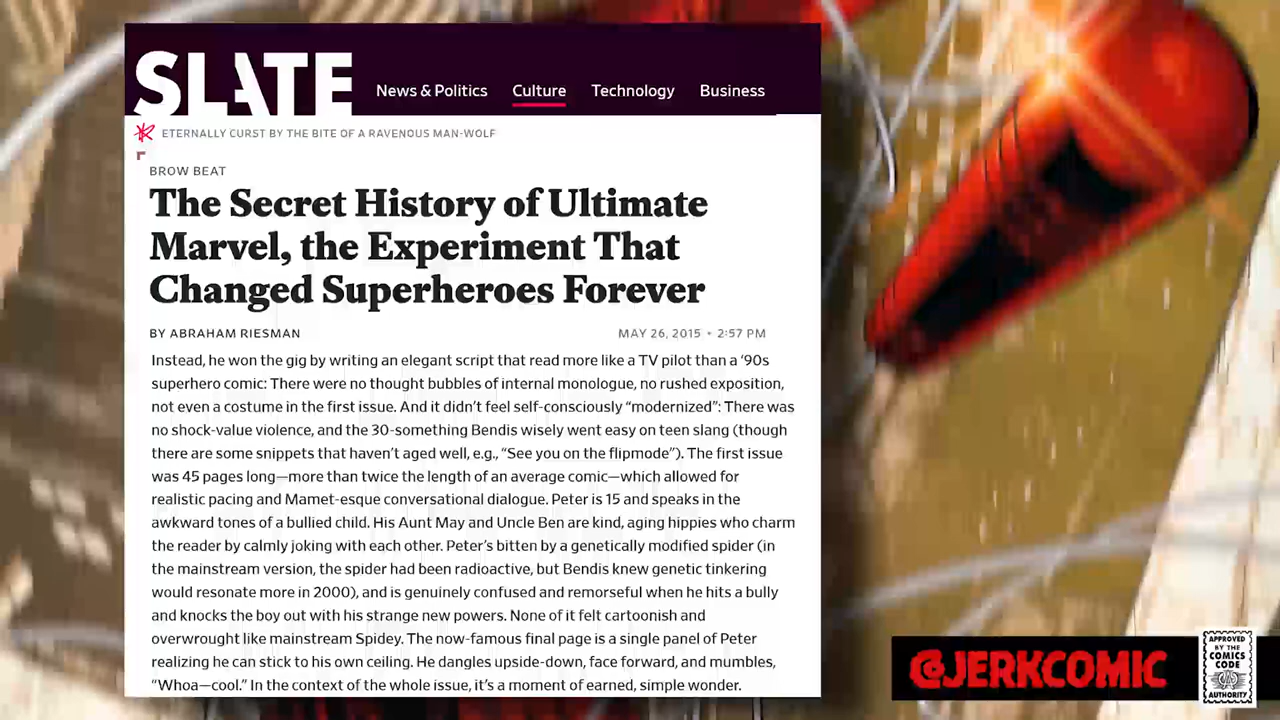 SLATE
News & Politics Culture Technology Business
ETERNALLY CURST BY THE BITE OF A RAVENOUS MAN-WOLF
BROW BEAT
The Secret History of Ultimate
Marvel, the Experiment That
Changed Superheroes Forever
BY ABRAHAM RIESMAN MAY 26, 2015 • 2:57 PM
Instead, he won the gig by writing an elegant script that read more like a TV pilot than a ’90s
superhero comic: There were no thought bubbles of internal monologue, no rushed exposition,
not even a costume in the first issue. And it didn’t feel self-consciously “modernized”: There was
no shock-value violence, and the 30-something Bendis wisely went easy on teen slang (though
there are some snippets that haven’t aged well, e.g., “See you on the flipmode”). The first issue
was 45 pages long—more than twice the length of an average comic—which allowed for
realistic pacing and Mamet-esque conversational dialogue. Peter is 15 and speaks in the
awkward tones of a bullied child. His Aunt May and Uncle Ben are kind, aging hippies who charm
the reader by calmly joking with each other. Peter’s bitten by a genetically modified spider (in
the mainstream version, the spider had been radioactive, but Bendis knew genetic tinkering
would resonate more in 2000), and is genuinely confused and remorseful when he hits a bully
and knocks the boy out with his strange new powers. None of it felt cartoonish and
overwrought like mainstream Spidey. The now-famous final page is a single panel of Peter
realizing he can stick to his own ceiling. He dangles upside-down, face forward, and mumbles,
“Whoa—cool.” In the context of the whole issue, it’s a moment of earned, simple wonder.
@JERKCOMIC
APPROVED
BY THE
COMICS
CODE
AUTHORITY